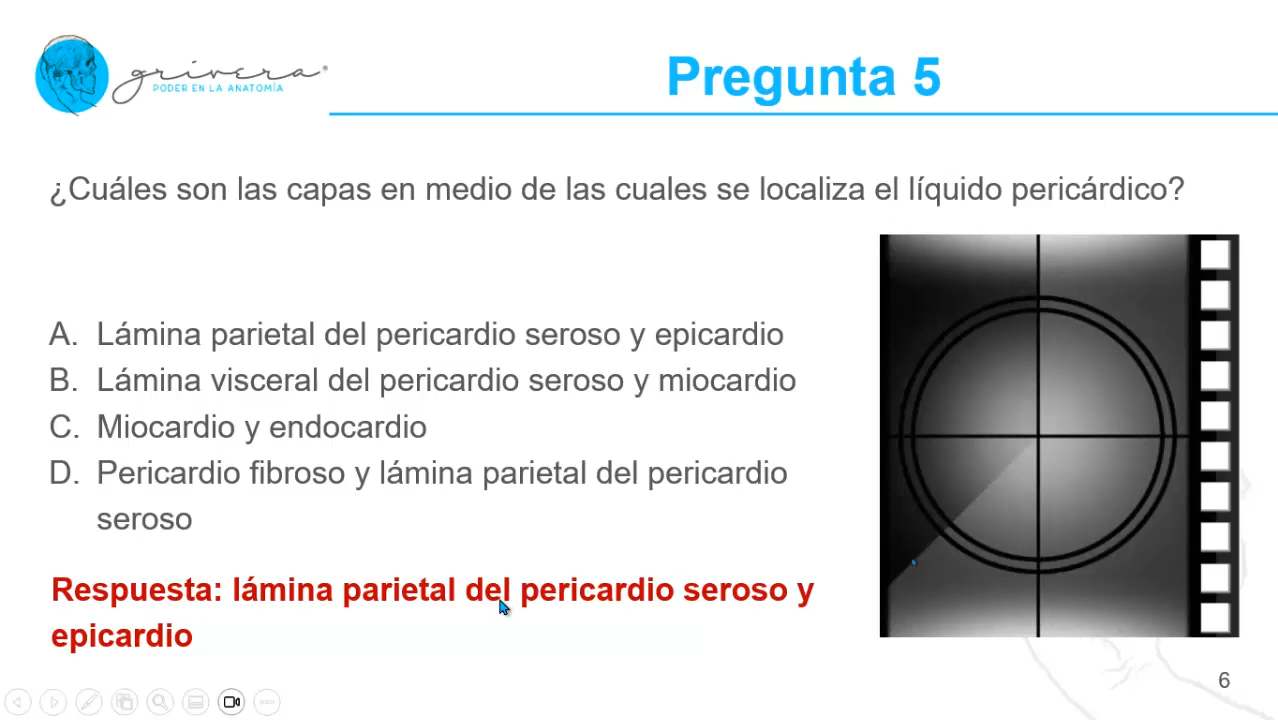 grivera®
PODER EN LA ANATOMÍA
Pregunta 5
¿Cuáles son las capas en medio de las cuales se localiza el líquido pericárdico?
A. Lámina parietal del pericardio seroso y epicardio
B. Lámina visceral del pericardio seroso y miocardio
C. Miocardio y endocardio
D. Pericardio fibroso y lámina parietal del pericardio
seroso
Respuesta: lámina parietal del pericardio seroso y
epicardio
6